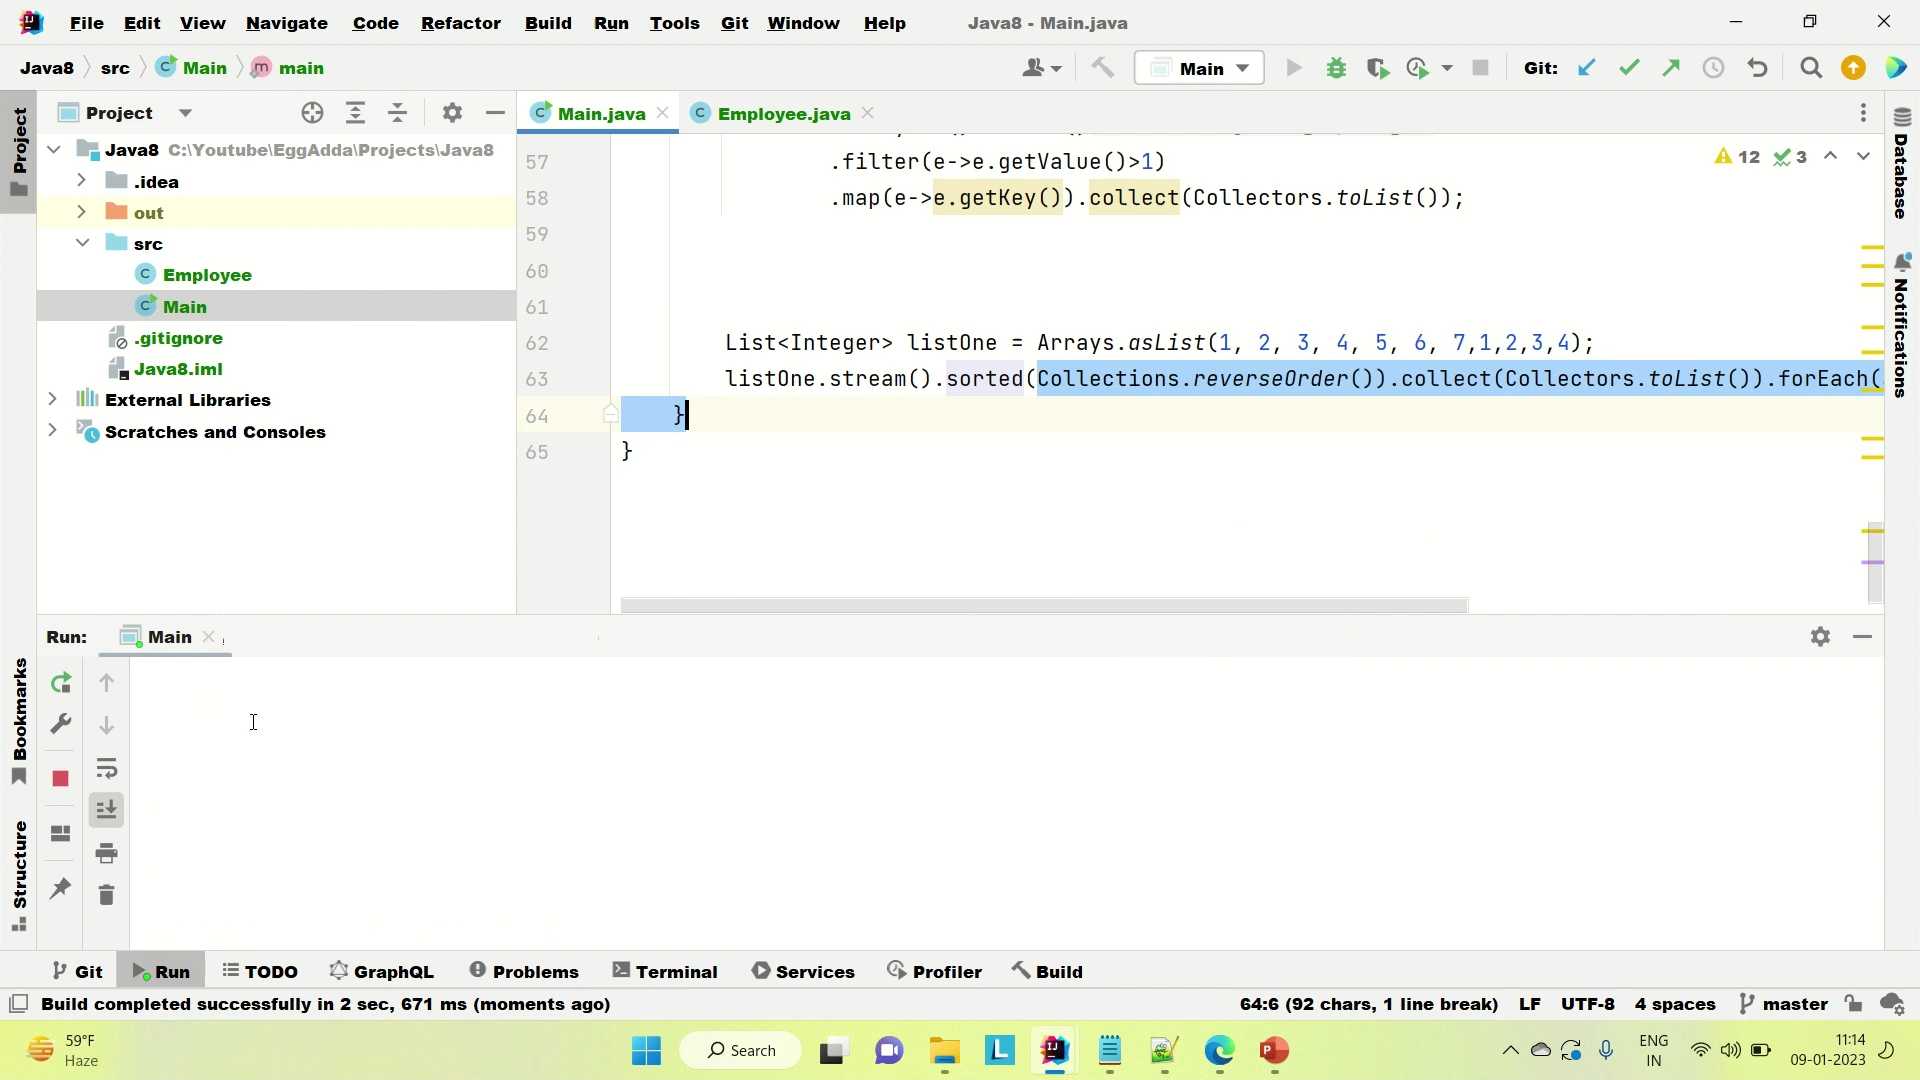 File Edit View Navigate Code Refactor Build Run Tools Git Window Help Java8 - Main.java
Java8 src Main main Main Git:
Project
Main.java Employee.java
Java8 C:\Youtube\EggAdda\Projects\Java8
.idea
out
src
Employee
Main
.gitignore
Java8.iml
External Libraries
Scratches and Consoles
12 3
57 .filter(e->e.getValue()>1)
58 .map(e->e.getKey()).collect(Collectors.toList());
59
60
61
62 List<Integer> listOne = Arrays.asList(1, 2, 3, 4, 5, 6, 7,1,2,3,4);
63 listOne.stream().sorted(Collections.reverseOrder()).collect(Collectors.toList()).forEach(
64 }
65 }
Project
Bookmarks
Structure
Database
Notifications
Run: Main
Git Run TODO GraphQL Problems Terminal Services Profiler Build
Build completed successfully in 2 sec, 671 ms (moments ago) 64:6 (92 chars, 1 line break) LF UTF-8 4 spaces master
59°F
Haze
Search
ENG
IN
11:14
09-01-2023